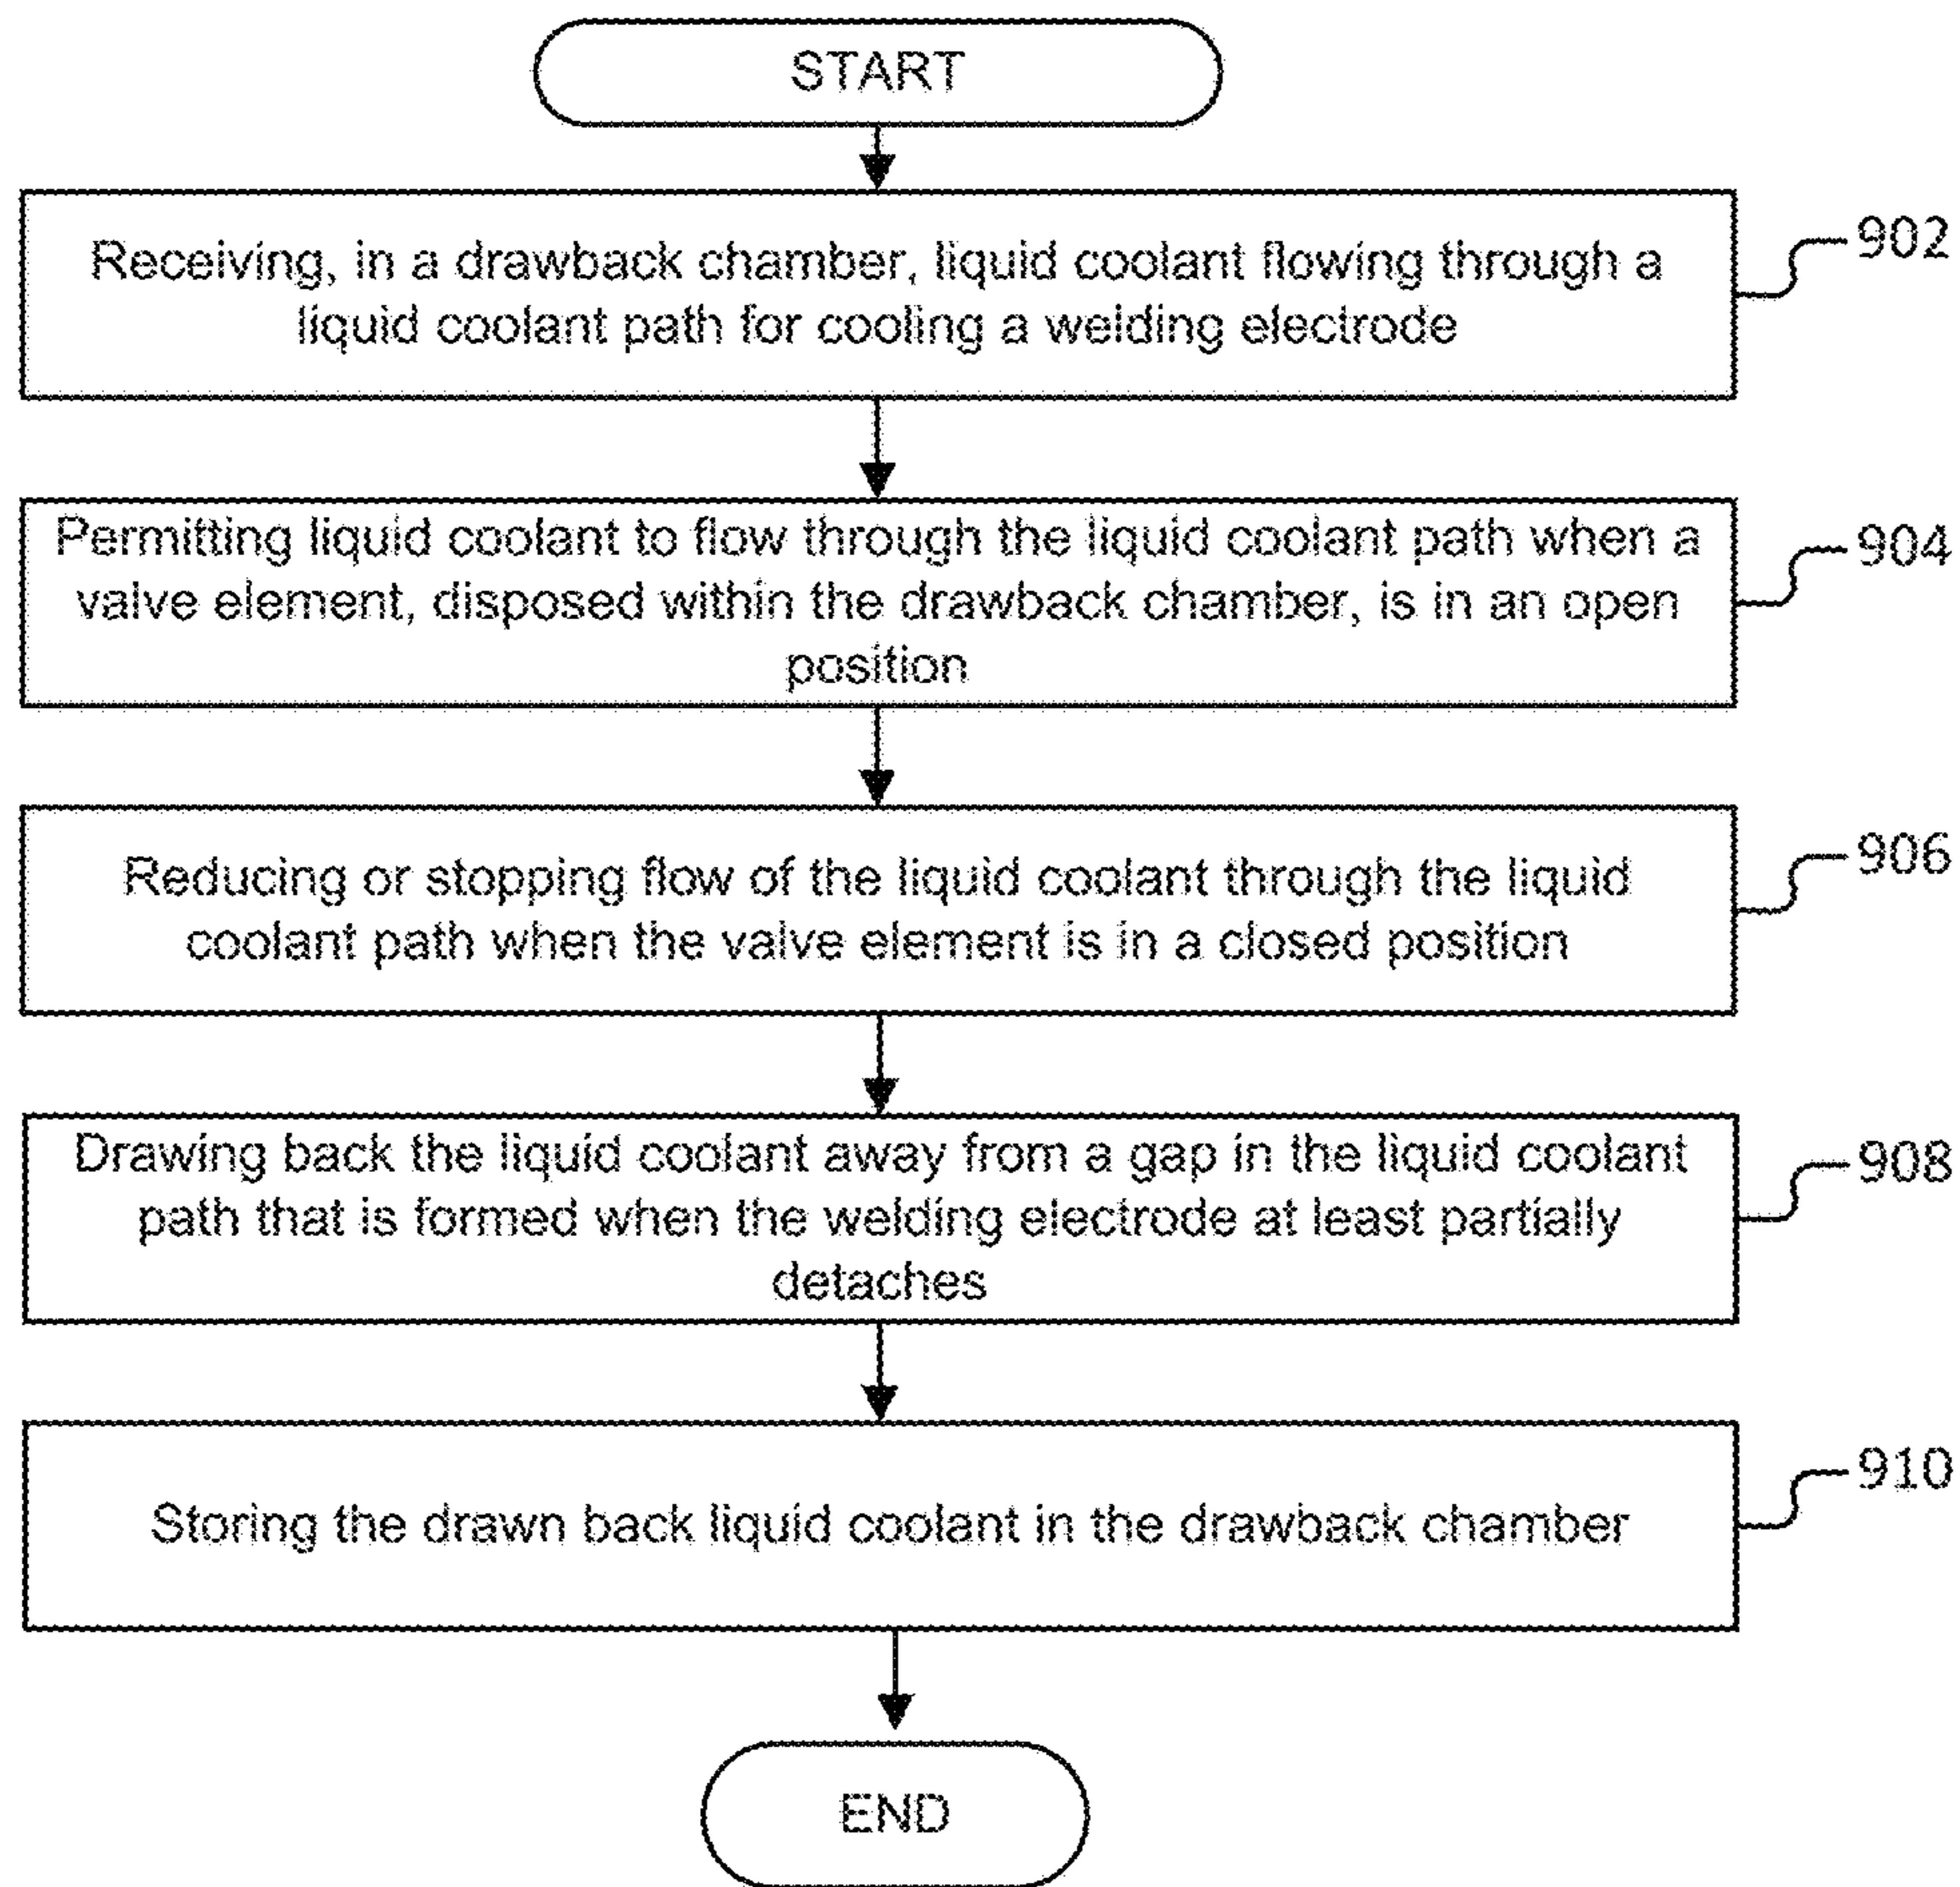 START
Receiving, in a drawback chamber, liquid coolant flowing through a
liquid coolant path for cooling a welding electrode
902
Permitting liquid coolant to flow through the liquid coolant path when a
valve element, disposed within the drawback chamber, is in an open
position
904
Reducing or stopping flow of the liquid coolant through the liquid
coolant path when the valve element is in a closed position
906
Drawing back the liquid coolant away from a gap in the liquid coolant
path that is formed when the welding electrode at least partially
detaches
908
Storing the drawn back liquid coolant in the drawback chamber
910
END